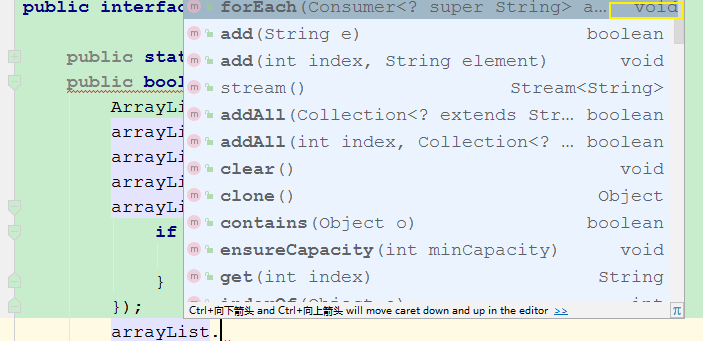 public interfac
forEach(Consumer<? super String> a… void
add(String e) boolean
public stat
add(int index, String element) void
public bool
stream() Stream<String>
ArrayLi
addAll(Collection<? extends Str… boolean
arrayLi
addAll(int index, Collection<? … boolean
arrayLi
clear() void
arrayLi
clone() Object
arrayLi
contains(Object o) boolean
if
ensureCapacity(int minCapacity) void
}
get(int index) String
});
indexOf(Object o) int
Ctrl+向下箭头 and Ctrl+向上箭头 will move caret down and up in the editor >> π
arrayList.